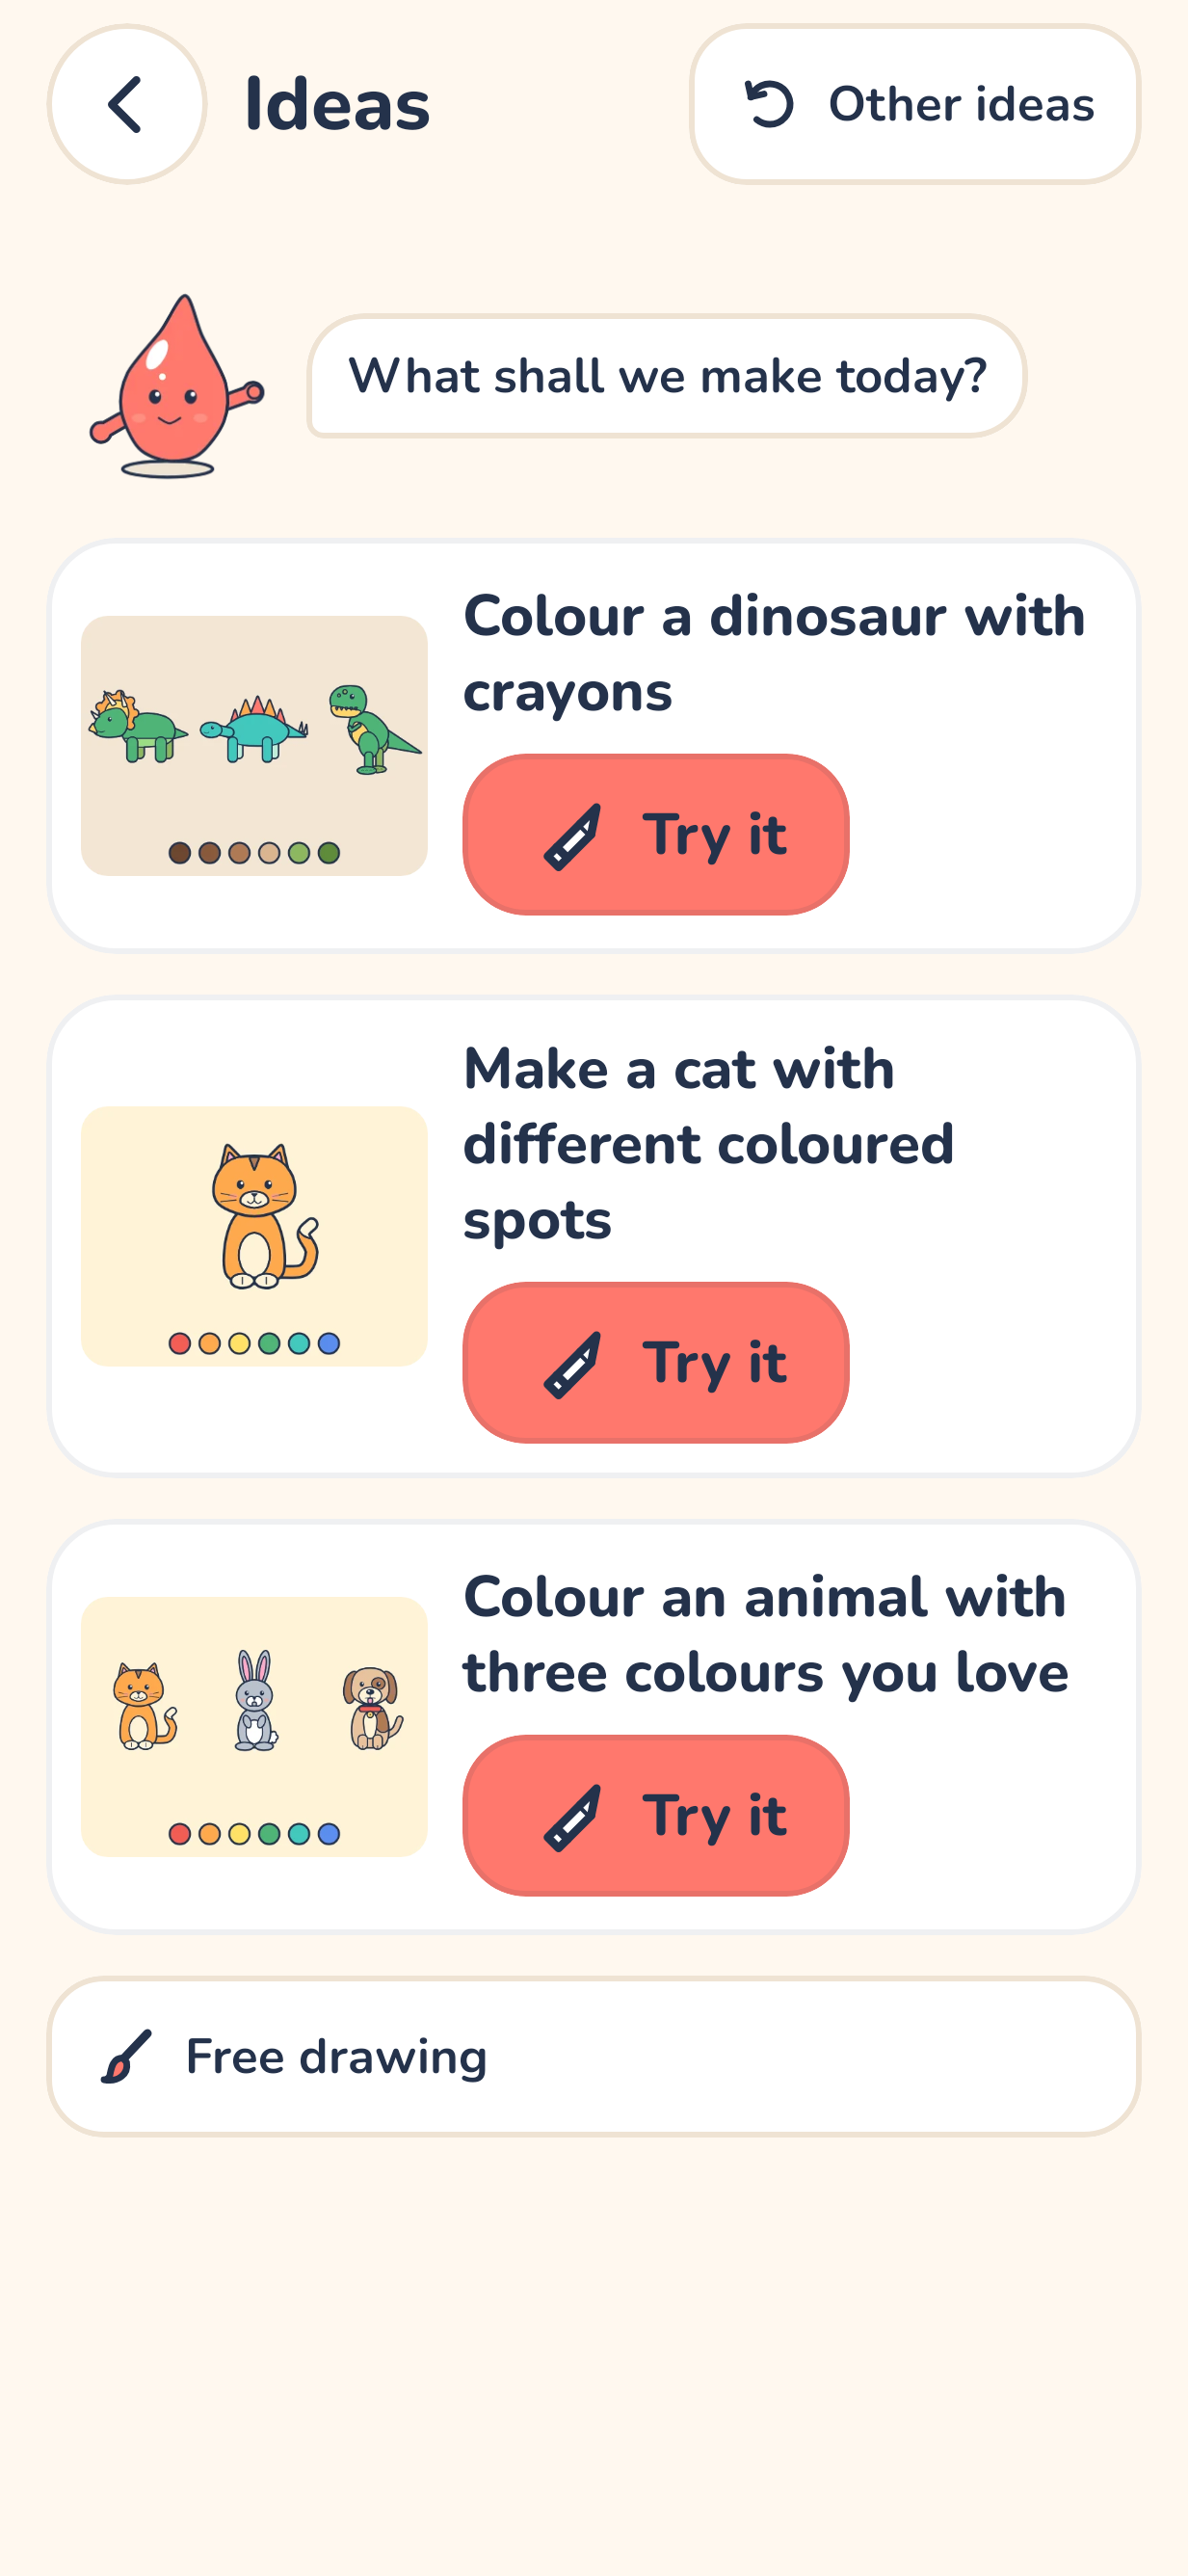 Ideas
Other ideas
What shall we make today?
Colour a dinosaur with
crayons
Try it
Make a cat with
different coloured
spots
Try it
Colour an animal with
three colours you love
Try it
Free drawing